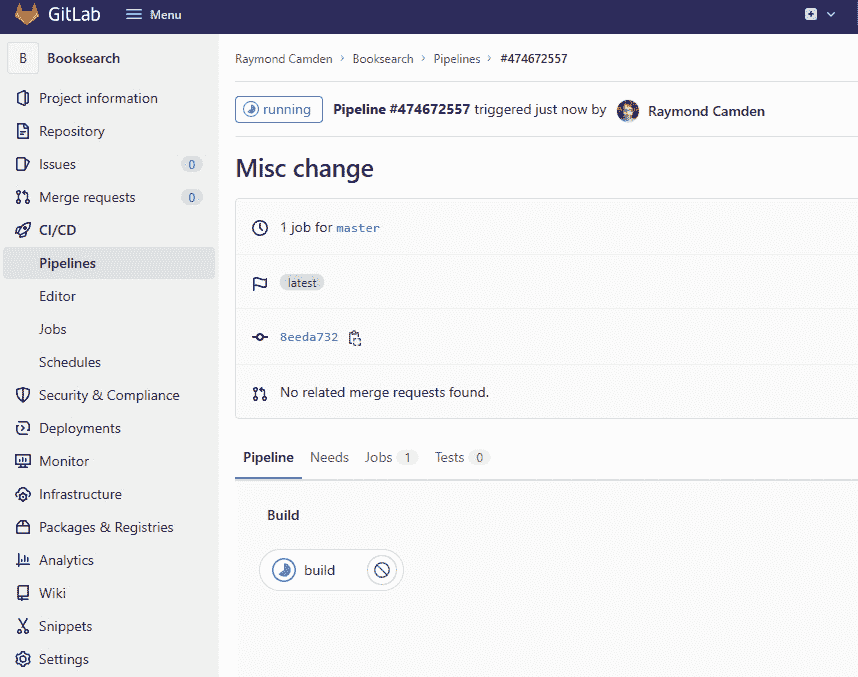 GitLab Menu
B Booksearch
Project information
Repository
Issues 0
Merge requests 0
CI/CD
Pipelines
Editor
Jobs
Schedules
Security & Compliance
Deployments
Monitor
Infrastructure
Packages & Registries
Analytics
Wiki
Snippets
Settings
Raymond Camden > Booksearch > Pipelines > #474672557
running Pipeline #474672557 triggered just now by Raymond Camden
Misc change
1 job for master
latest
8eeda732
No related merge requests found.
Pipeline Needs Jobs 1 Tests 0
Build
build